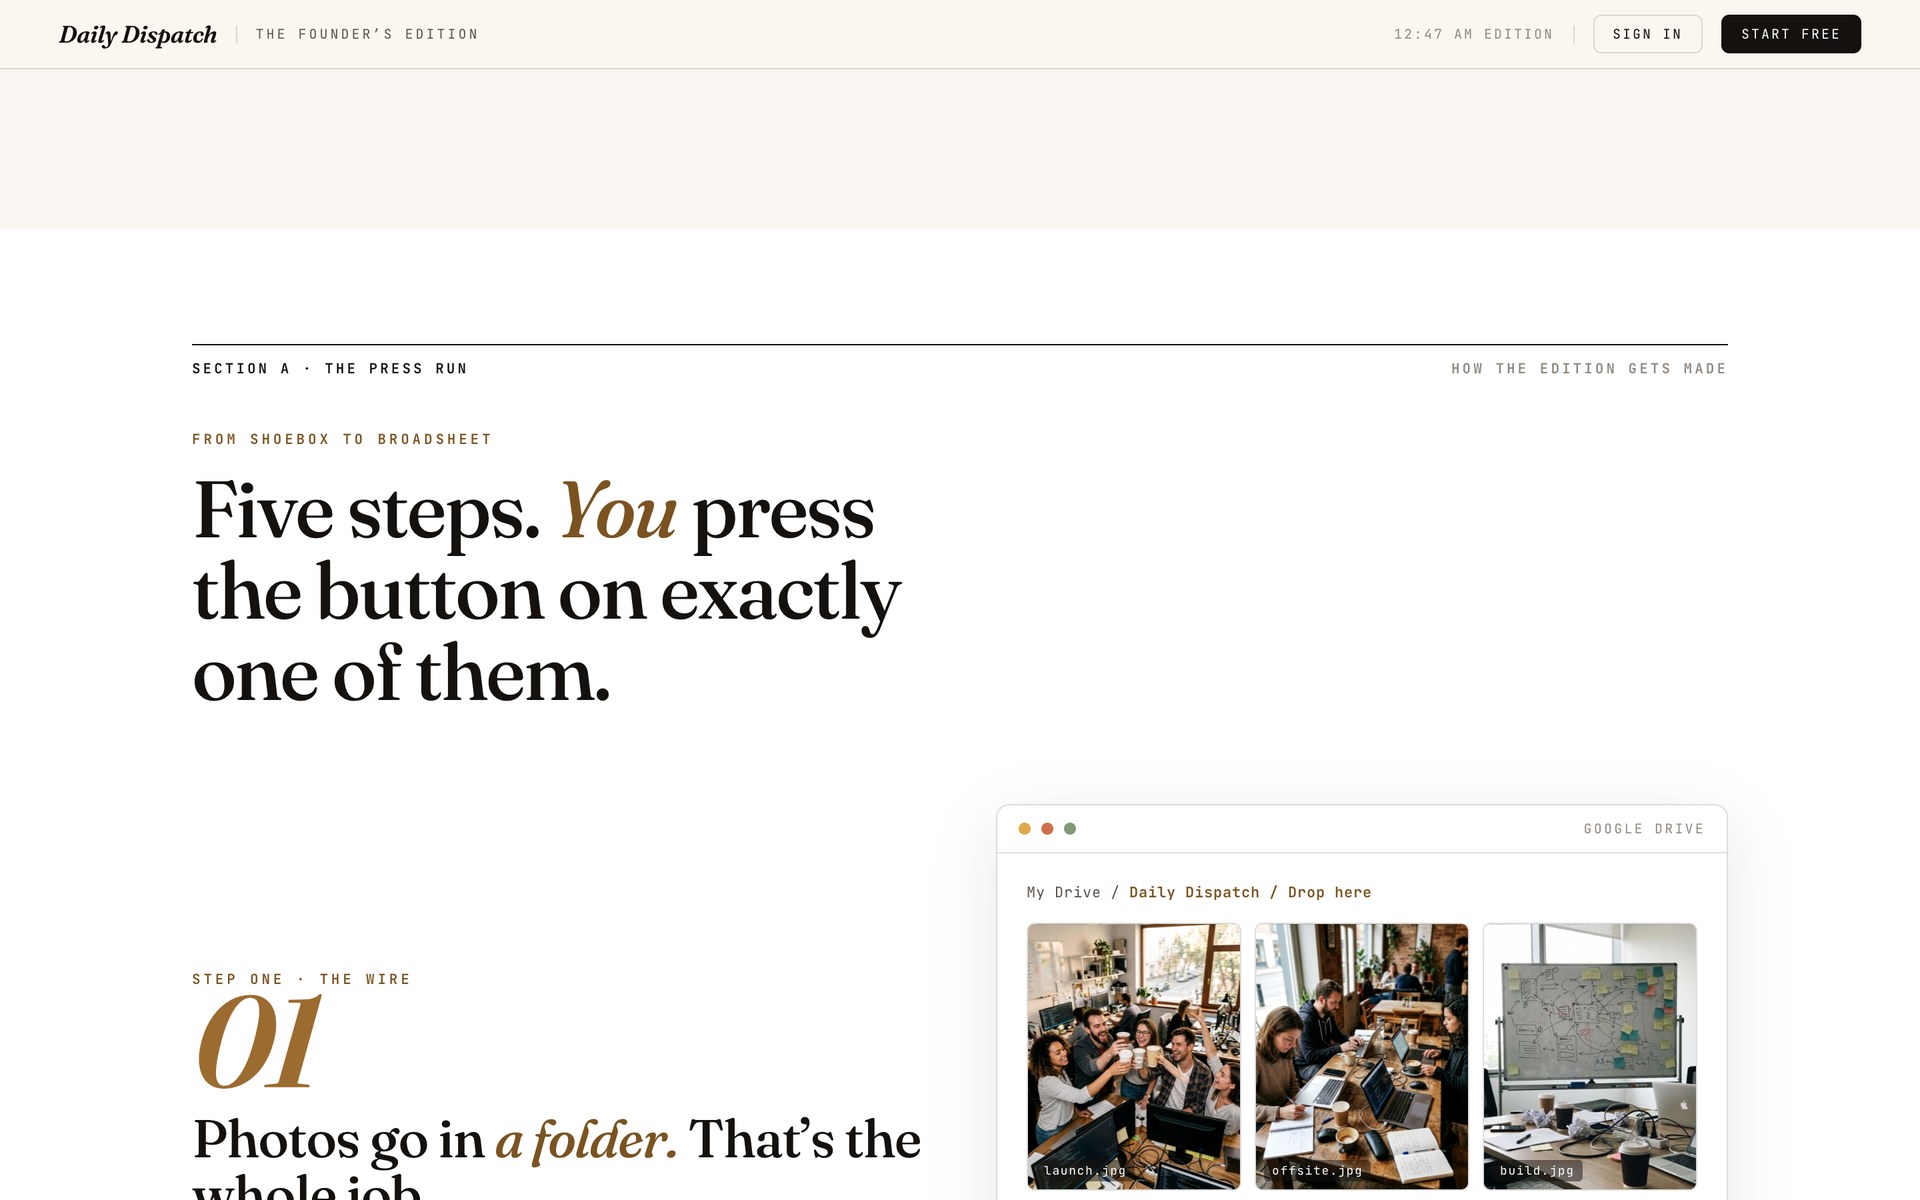 Daily Dispatch
THE FOUNDER’S EDITION
12:47 AM EDITION
SIGN IN
START FREE
SECTION A · THE PRESS RUN
HOW THE EDITION GETS MADE
FROM SHOEBOX TO BROADSHEET
Five steps. You press
the button on exactly
one of them.
GOOGLE DRIVE
My Drive / Daily Dispatch / Drop here
launch.jpg
offsite.jpg
build.jpg
STEP ONE · THE WIRE
01
Photos go in a folder. That’s the
whole job.